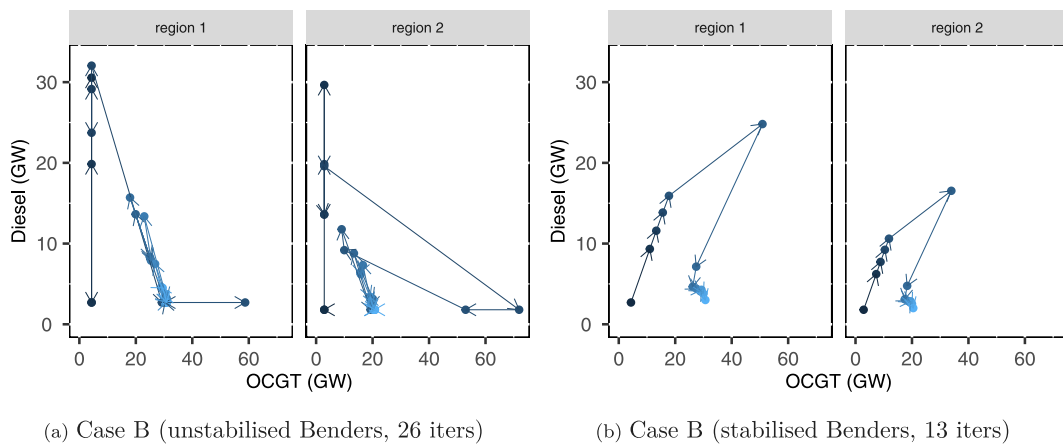 region 1
region 2
region 1
region 2
Diesel (GW)
30
20
10
0
0 20 40 60
0 20 40 60
OCGT (GW)
Diesel (GW)
30
20
10
0
0 20 40 60
0 20 40 60
OCGT (GW)
(a) Case B (unstabilised Benders, 26 iters)
(b) Case B (stabilised Benders, 13 iters)